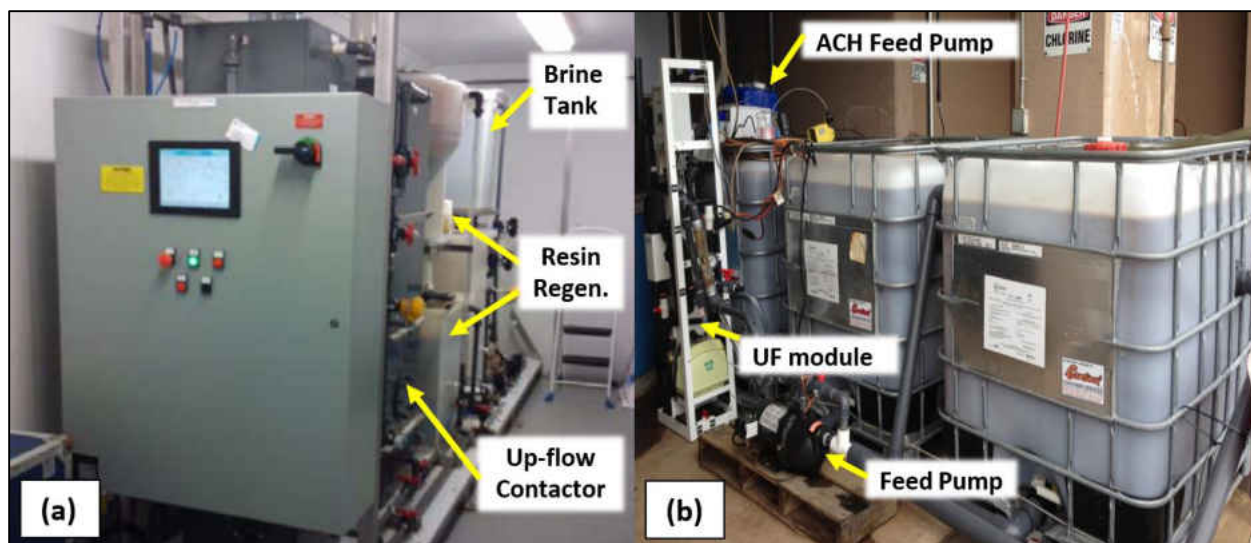 Brine
Tank
Resin
Regen.
Up-flow
Contactor
(a)
ACH Feed Pump
DANGER
CHLORINE
UF module
Feed Pump
(b)